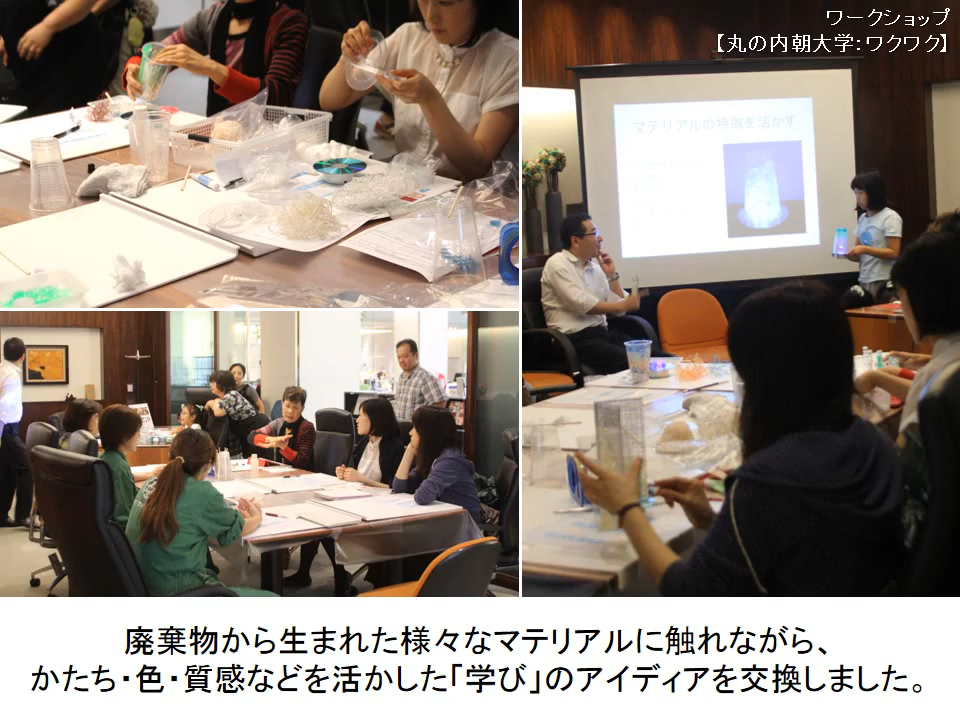 ワークショップ
【丸の内朝大学：ワクワク】
マテリアルの特徴を活かす
廃棄物から生まれた様々なマテリアルに触れながら、
かたち・色・質感などを活かした「学び」のアイディアを交換しました。